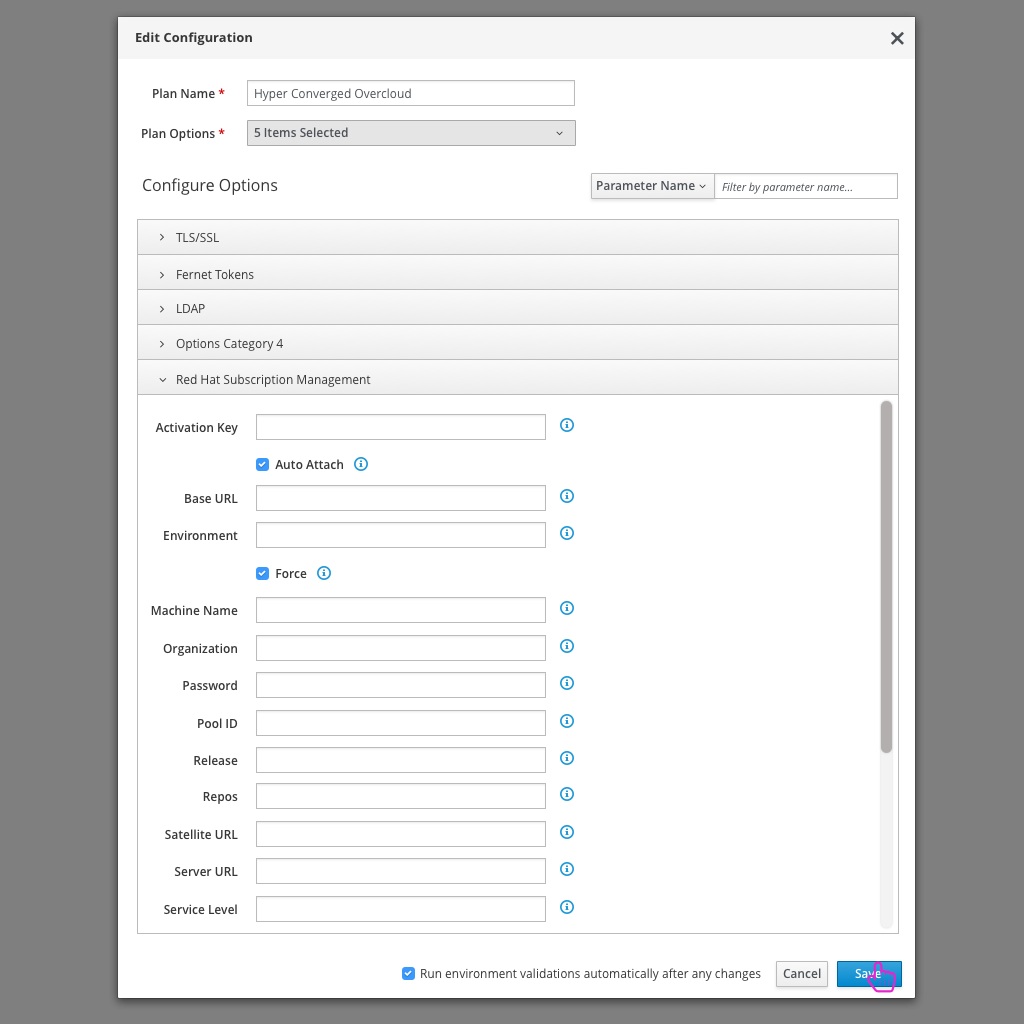 Edit Configuration
Plan Name *
Hyper Converged Overcloud
Plan Options *
5 Items Selected
Configure Options
Parameter Name
Filter by parameter name...
TLS/SSL
Fernet Tokens
LDAP
Options Category 4
Red Hat Subscription Management
Activation Key
Auto Attach
Base URL
Environment
Force
Machine Name
Organization
Password
Pool ID
Release
Repos
Satellite URL
Server URL
Service Level
Run environment validations automatically after any changes
Cancel
Save